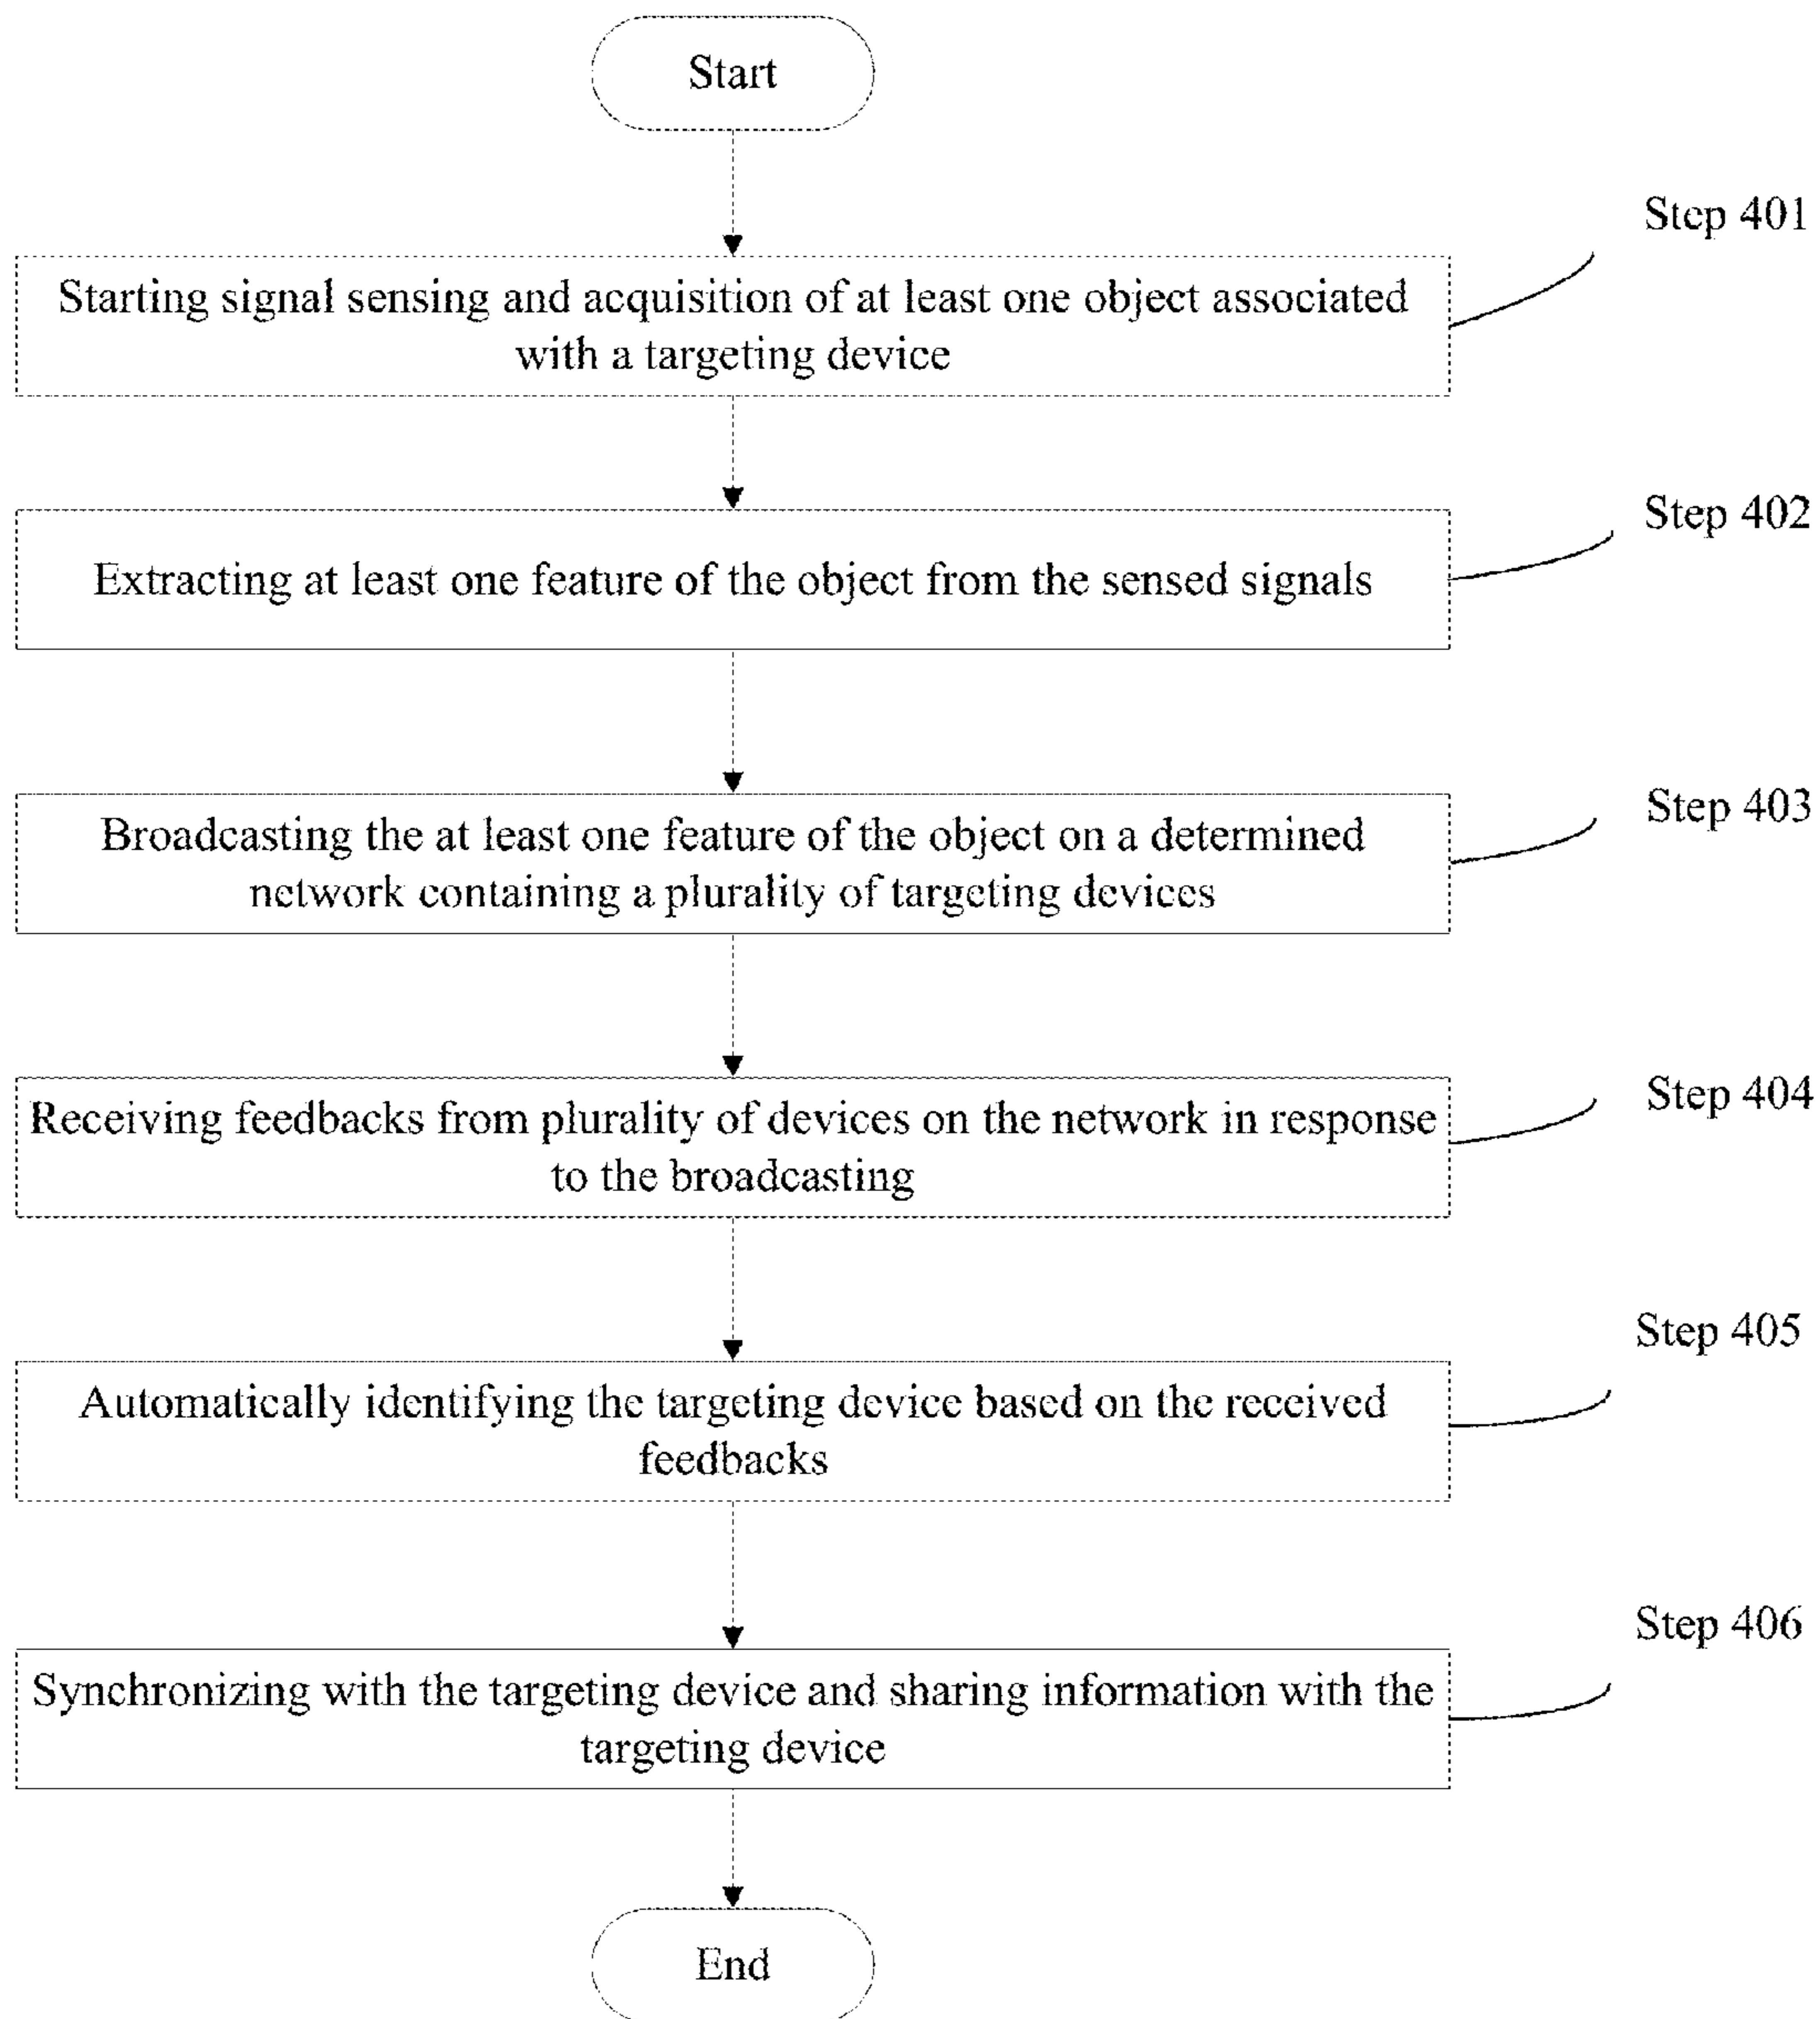 Start
Step 401
Starting signal sensing and acquisition of at least one object associated
with a targeting device
Step 402
Extracting at least one feature of the object from the sensed signals
Step 403
Broadcasting the at least one feature of the object on a determined
network containing a plurality of targeting devices
Step 404
Receiving feedbacks from plurality of devices on the network in response
to the broadcasting
Step 405
Automatically identifying the targeting device based on the received
feedbacks
Step 406
Synchronizing with the targeting device and sharing information with the
targeting device
End